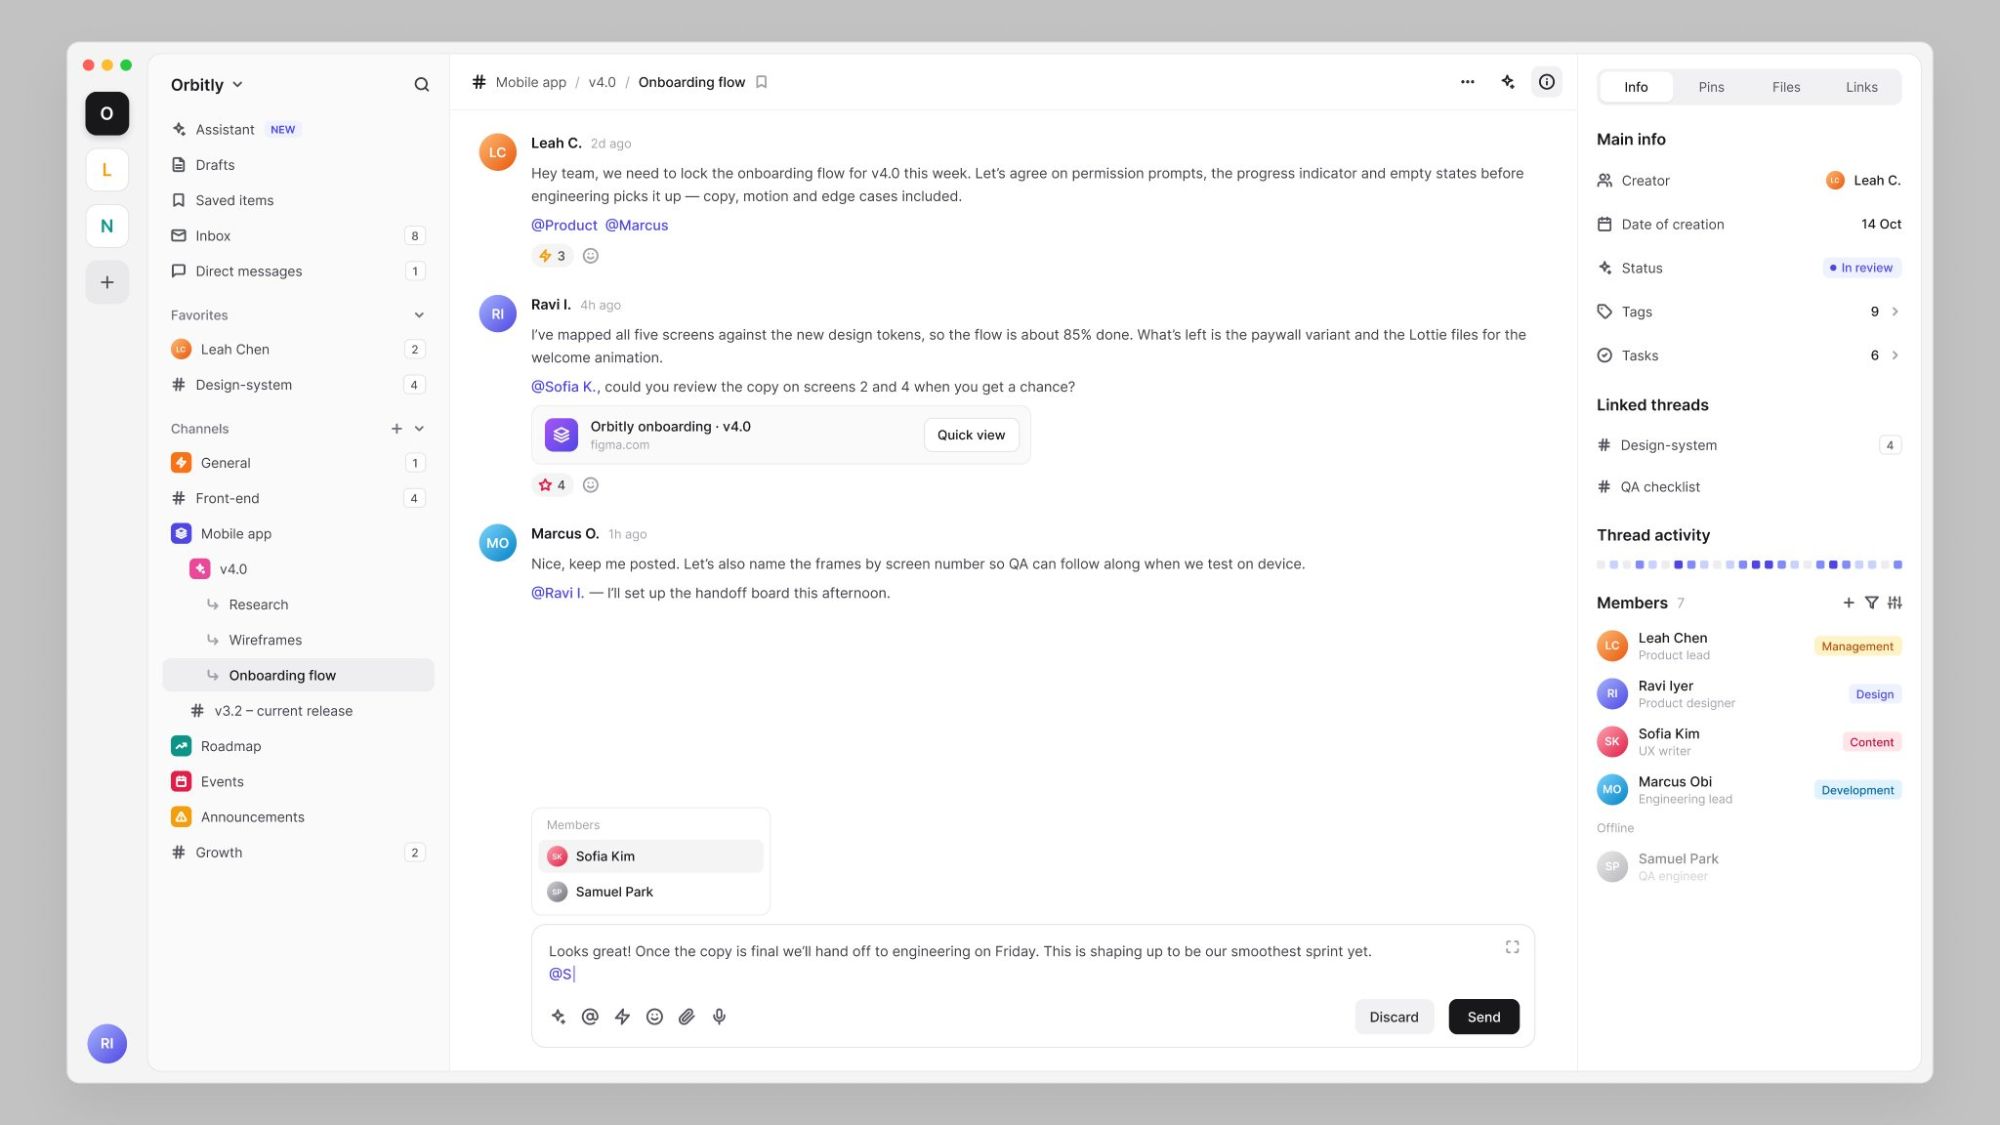 O
L
N
RI
Orbitly
Assistant NEW
Drafts
Saved items
Inbox 8
Direct messages 1
Favorites
LC Leah Chen 2
# Design-system 4
Channels
General 1
# Front-end 4
Mobile app
v4.0
Research
Wireframes
Onboarding flow
# v3.2 – current release
Roadmap
Events
Announcements
# Growth 2
# Mobile app / v4.0 / Onboarding flow
LC
Leah C. 2d ago
Hey team, we need to lock the onboarding flow for v4.0 this week. Let’s agree on permission prompts, the progress indicator and empty states before
engineering picks it up — copy, motion and edge cases included.
@Product @Marcus
3
RI
Ravi I. 4h ago
I’ve mapped all five screens against the new design tokens, so the flow is about 85% done. What’s left is the paywall variant and the Lottie files for the
welcome animation.
@Sofia K., could you review the copy on screens 2 and 4 when you get a chance?
Orbitly onboarding · v4.0
figma.com
Quick view
4
MO
Marcus O. 1h ago
Nice, keep me posted. Let’s also name the frames by screen number so QA can follow along when we test on device.
@Ravi I. — I’ll set up the handoff board this afternoon.
Members
SK Sofia Kim
SP Samuel Park
Looks great! Once the copy is final we’ll hand off to engineering on Friday. This is shaping up to be our smoothest sprint yet.
@S
Discard Send
Info Pins Files Links
Main info
Creator LC Leah C.
Date of creation 14 Oct
Status In review
Tags 9
Tasks 6
Linked threads
# Design-system 4
# QA checklist
Thread activity
Members 7
LC
Leah Chen
Product lead
Management
RI
Ravi Iyer
Product designer
Design
SK
Sofia Kim
UX writer
Content
MO
Marcus Obi
Engineering lead
Development
Offline
SP
Samuel Park
QA engineer